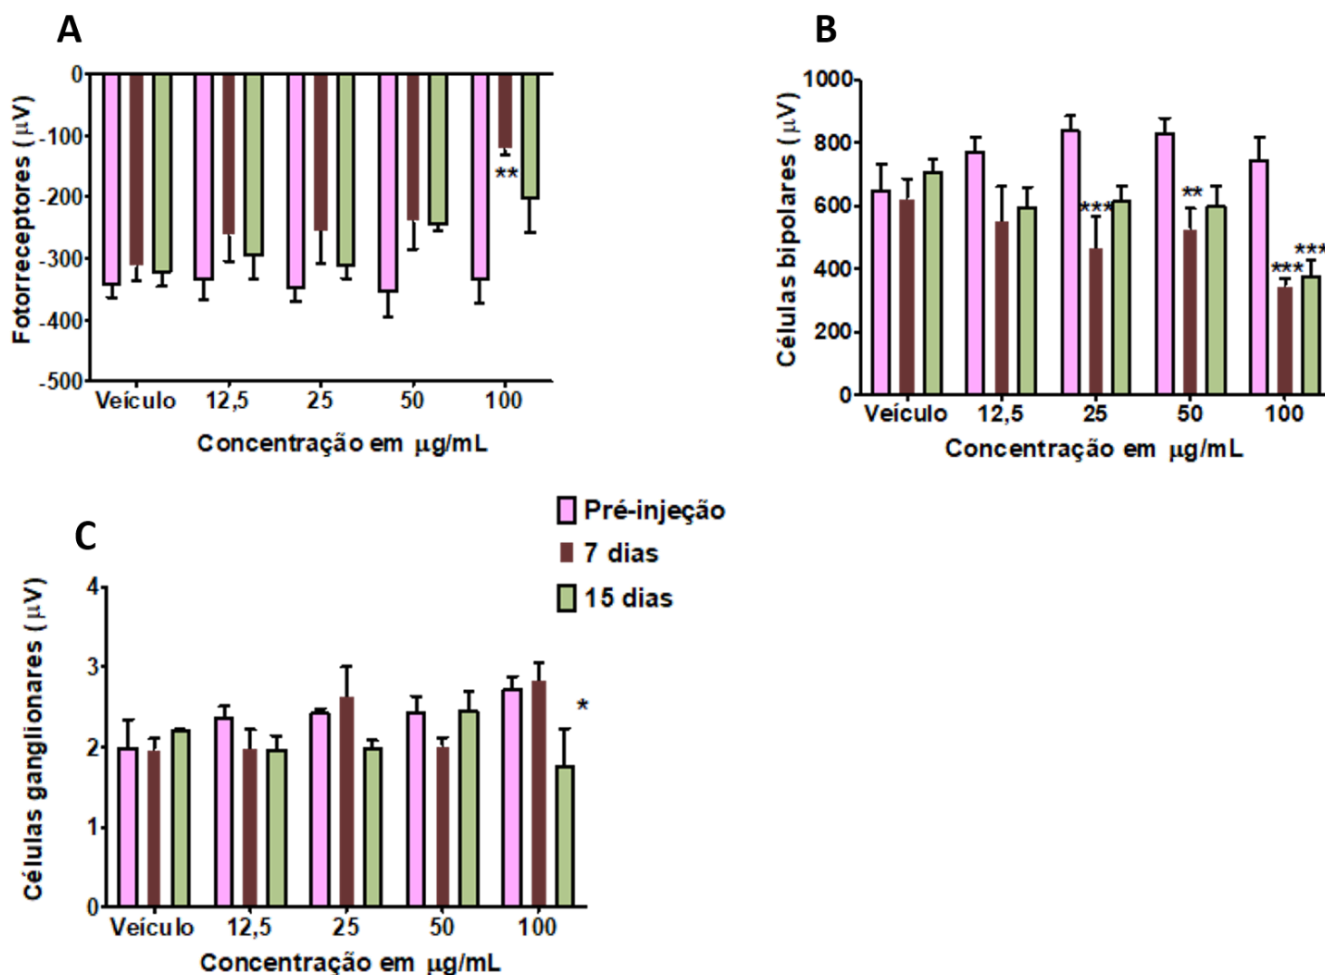 A
0
-100
-200
-300
-400
-500
Fotorreceptores (µV)
**
Veículo 12,5 25 50 100
Concentração em µg/mL
B
1000
800
600
400
200
0
Células bipolares (µV)
*** ** *** ***
Veículo 12,5 25 50 100
Concentração em µg/mL
Pré-injeção
7 dias
15 dias
C
4
3
2
1
0
Células ganglionares (µV)
*
Veículo 12,5 25 50 100
Concentração em µg/mL